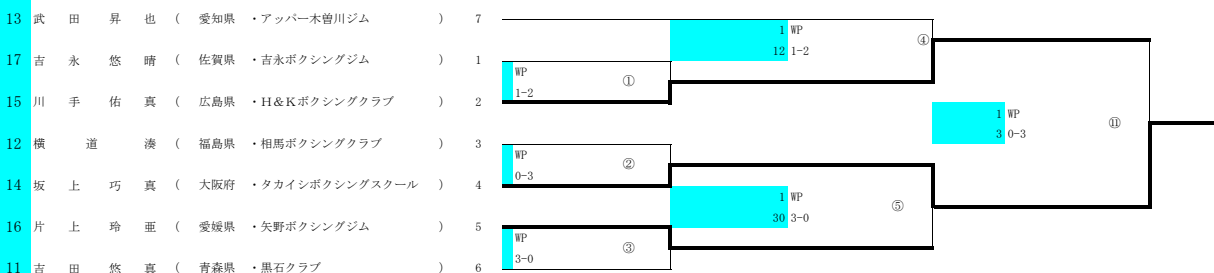 13 武 田 昇 也 ( 愛知県 ・アッパー木曽川ジム ) 7
1 WP
④
17 吉 永 悠 晴 ( 佐賀県 ・吉永ボクシングジム ) 1
12 1-2
WP
①
1-2
15 川 手 佑 真 ( 広島県 ・H＆Kボクシングクラブ ) 2
1 WP
⑪
3 0-3
12 横 道 湊 ( 福島県 ・相馬ボクシングクラブ ) 3
WP
②
0-3
14 坂 上 巧 真 ( 大阪府 ・タカイシボクシングスクール ) 4
1 WP
⑤
30 3-0
16 片 上 玲 亜 ( 愛媛県 ・矢野ボクシングジム ) 5
WP
③
3-0
11 吉 田 悠 真 ( 青森県 ・黒石クラブ ) 6